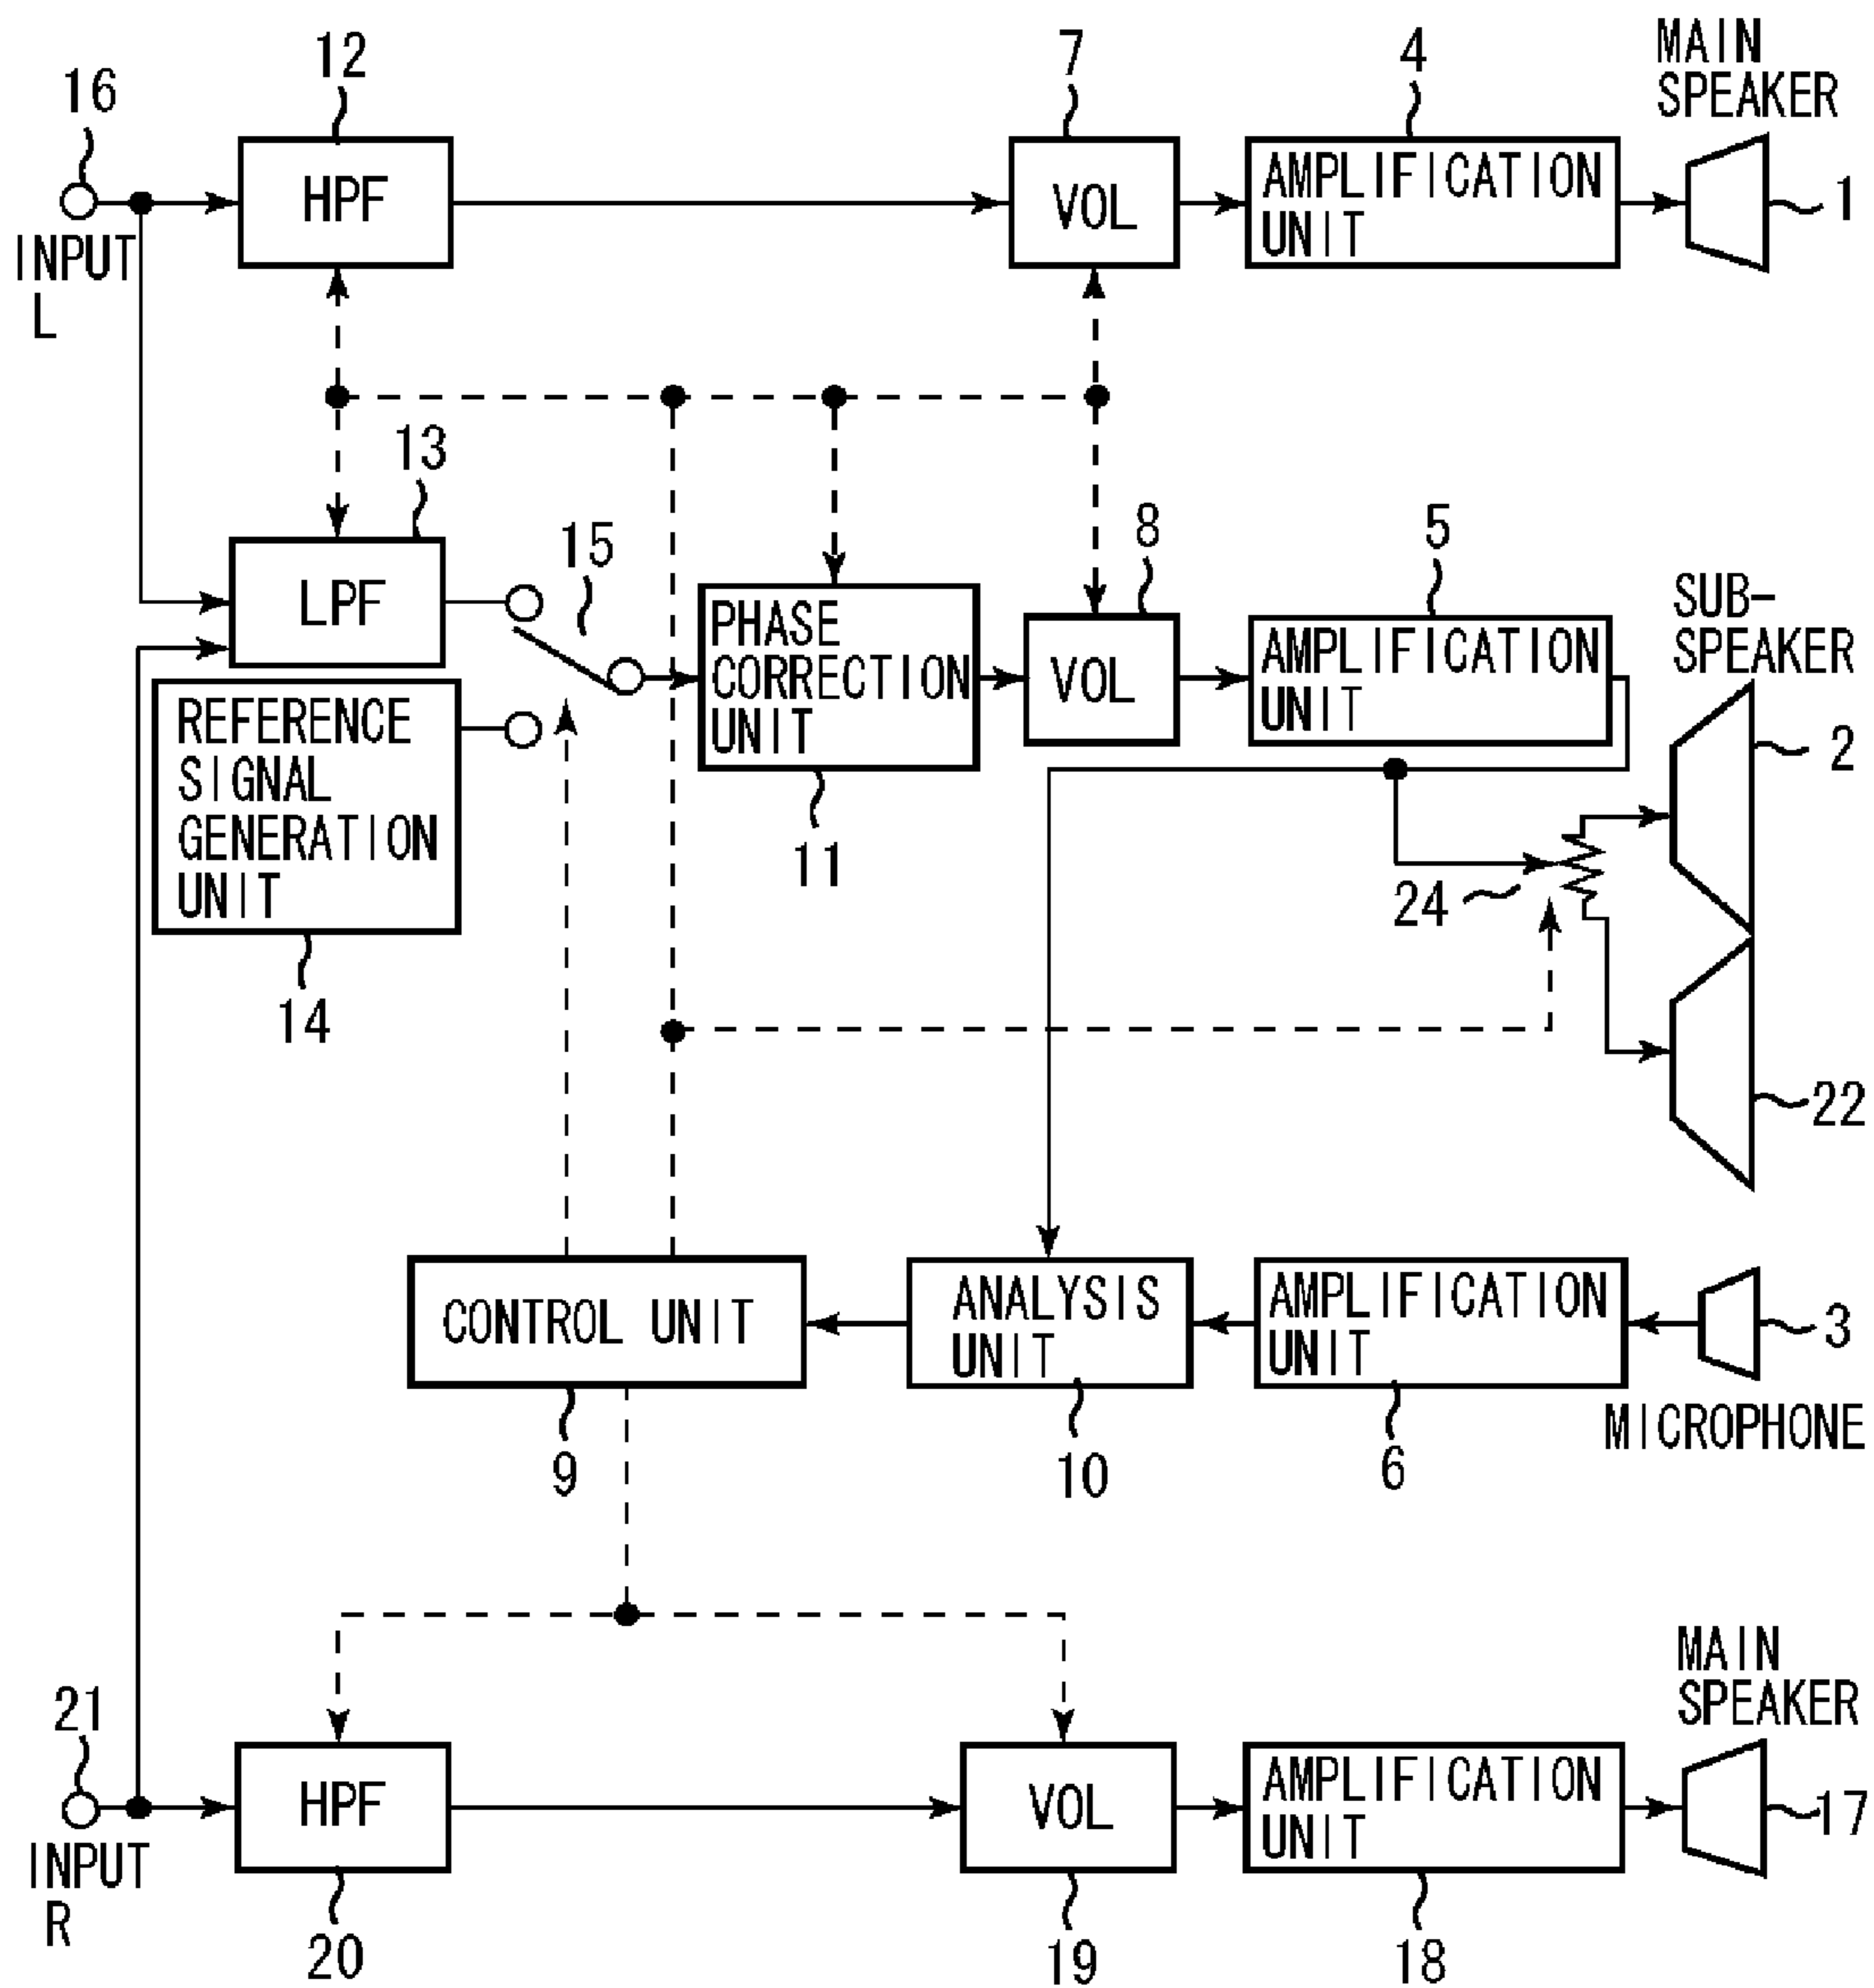 12
7
4
MAIN
SPEAKER
16
HPF
VOL
AMPLIFICATION
UNIT
1
INPUT
L
13
15
8
5
SUB-
SPEAKER
LPF
PHASE
CORRECTION
UNIT
VOL
AMPLIFICATION
UNIT
2
REFERENCE
SIGNAL
GENERATION
UNIT
11
24
14
22
CONTROL UNIT
ANALYSIS
UNIT
AMPLIFICATION
UNIT
3
MICROPHONE
9
10
6
MAIN
SPEAKER
21
HPF
VOL
AMPLIFICATION
UNIT
17
INPUT
R
20
19
18